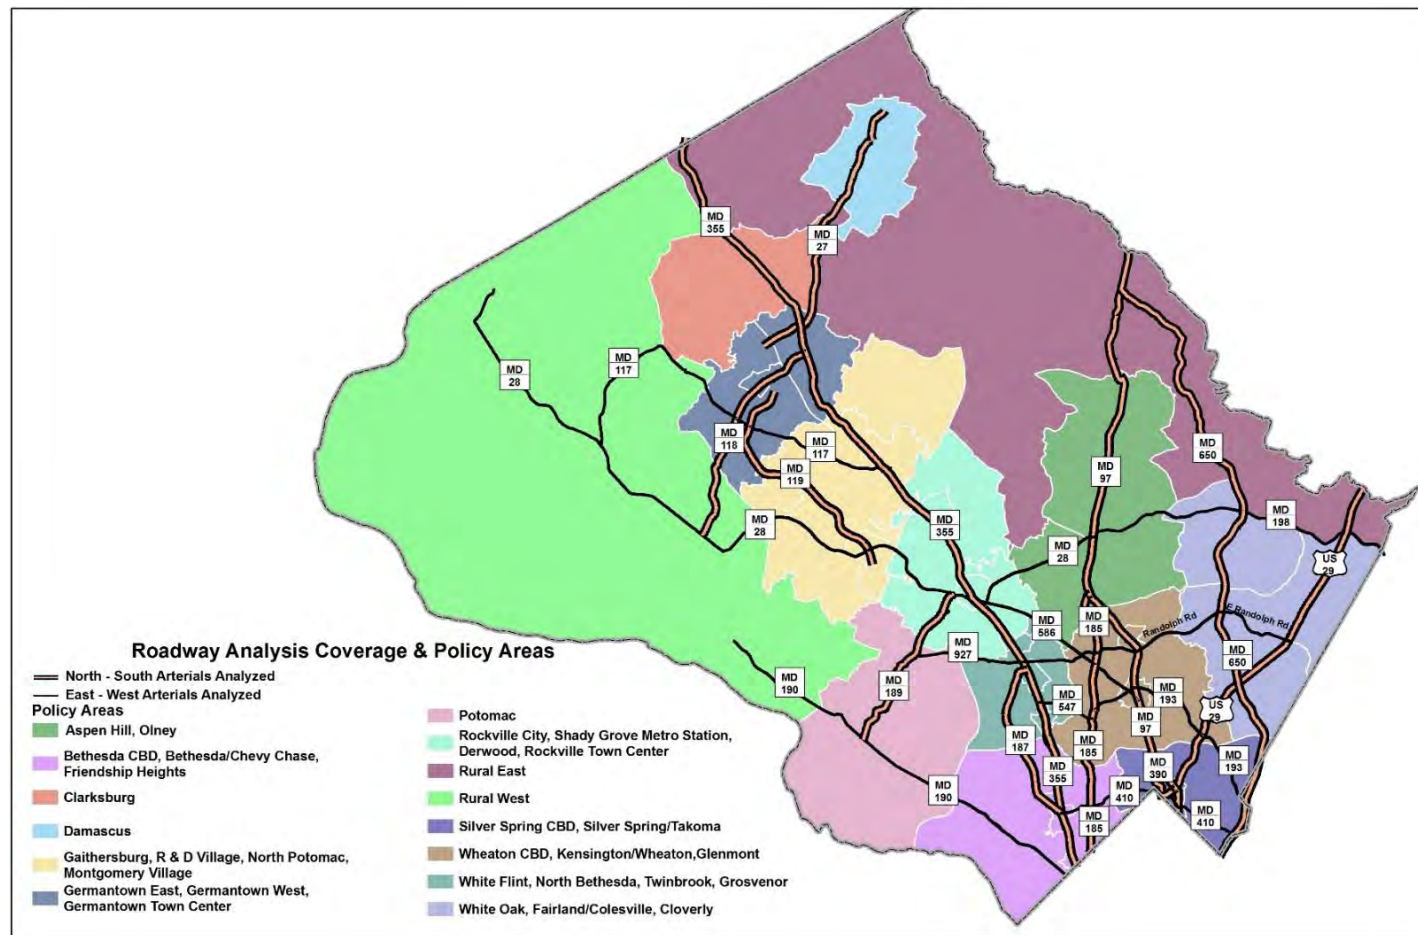 MD
355
MD
27
MD
117
MD
28
MD
118
MD
117
MD
650
MD
97
MD
119
MD
28
MD
355
MD
198
MD
28
US
29
E Randolph Rd
Randolph Rd
MD
586
MD
185
MD
927
MD
650
MD
190
MD
189
MD
193
MD
547
US
29
MD
97
MD
187
MD
185
MD
355
MD
390
MD
193
MD
190
MD
410
MD
410
MD
185
Roadway Analysis Coverage & Policy Areas
North - South Arterials Analyzed
East - West Arterials Analyzed
Policy Areas
Aspen Hill, Olney
Bethesda CBD, Bethesda/Chevy Chase,
Friendship Heights
Clarksburg
Damascus
Gaithersburg, R & D Village, North Potomac,
Montgomery Village
Germantown East, Germantown West,
Germantown Town Center
Potomac
Rockville City, Shady Grove Metro Station,
Derwood, Rockville Town Center
Rural East
Rural West
Silver Spring CBD, Silver Spring/Takoma
Wheaton CBD, Kensington/Wheaton,Glenmont
White Flint, North Bethesda, Twinbrook, Grosvenor
White Oak, Fairland/Colesville, Cloverly